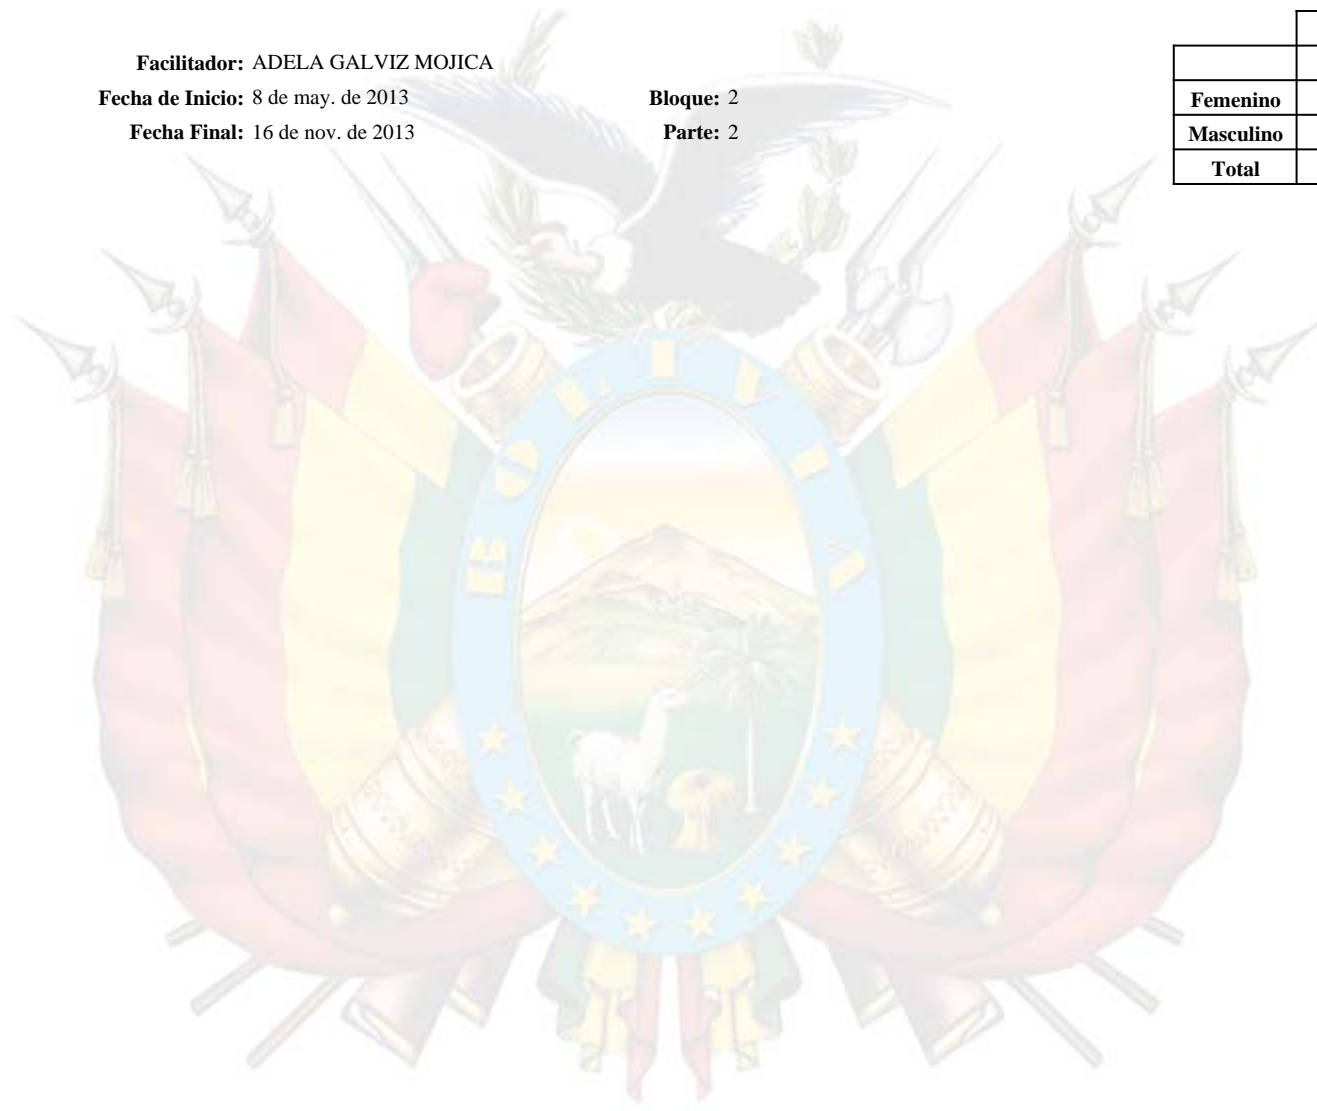 Facilitador: ADELA GALVIZ MOJICA
Fecha de Inicio: 8 de may. de 2013 Bloque: 2
Fecha Final: 16 de nov. de 2013 Parte: 2
Femenino
Masculino
Total
BOLIVIA